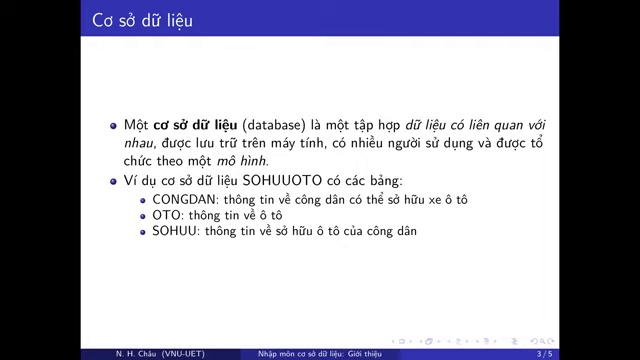 Cơ sở dữ liệu
Một cơ sở dữ liệu (database) là một tập hợp dữ liệu có liên quan với
nhau, được lưu trữ trên máy tính, có nhiều người sử dụng và được tổ
chức theo một mô hình.
Ví dụ cơ sở dữ liệu SOHUUOTO có các bảng:
CONGDAN: thông tin về công dân có thể sở hữu xe ô tô
OTO: thông tin về ô tô
SOHUU: thông tin về sở hữu ô tô của công dân
N. H. Châu (VNU-UET) Nhập môn cơ sở dữ liệu: Giới thiệu 3 / 5